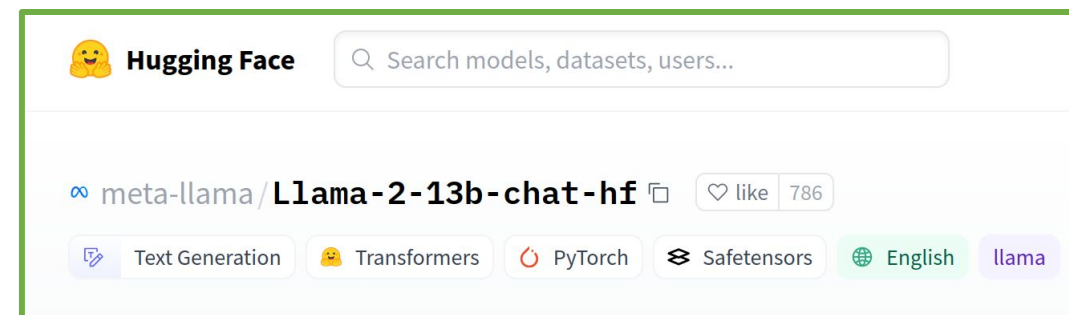 Hugging Face Search models, datasets, users...
meta-llama/Llama-2-13b-chat-hf like 786
Text Generation Transformers PyTorch Safetensors English llama